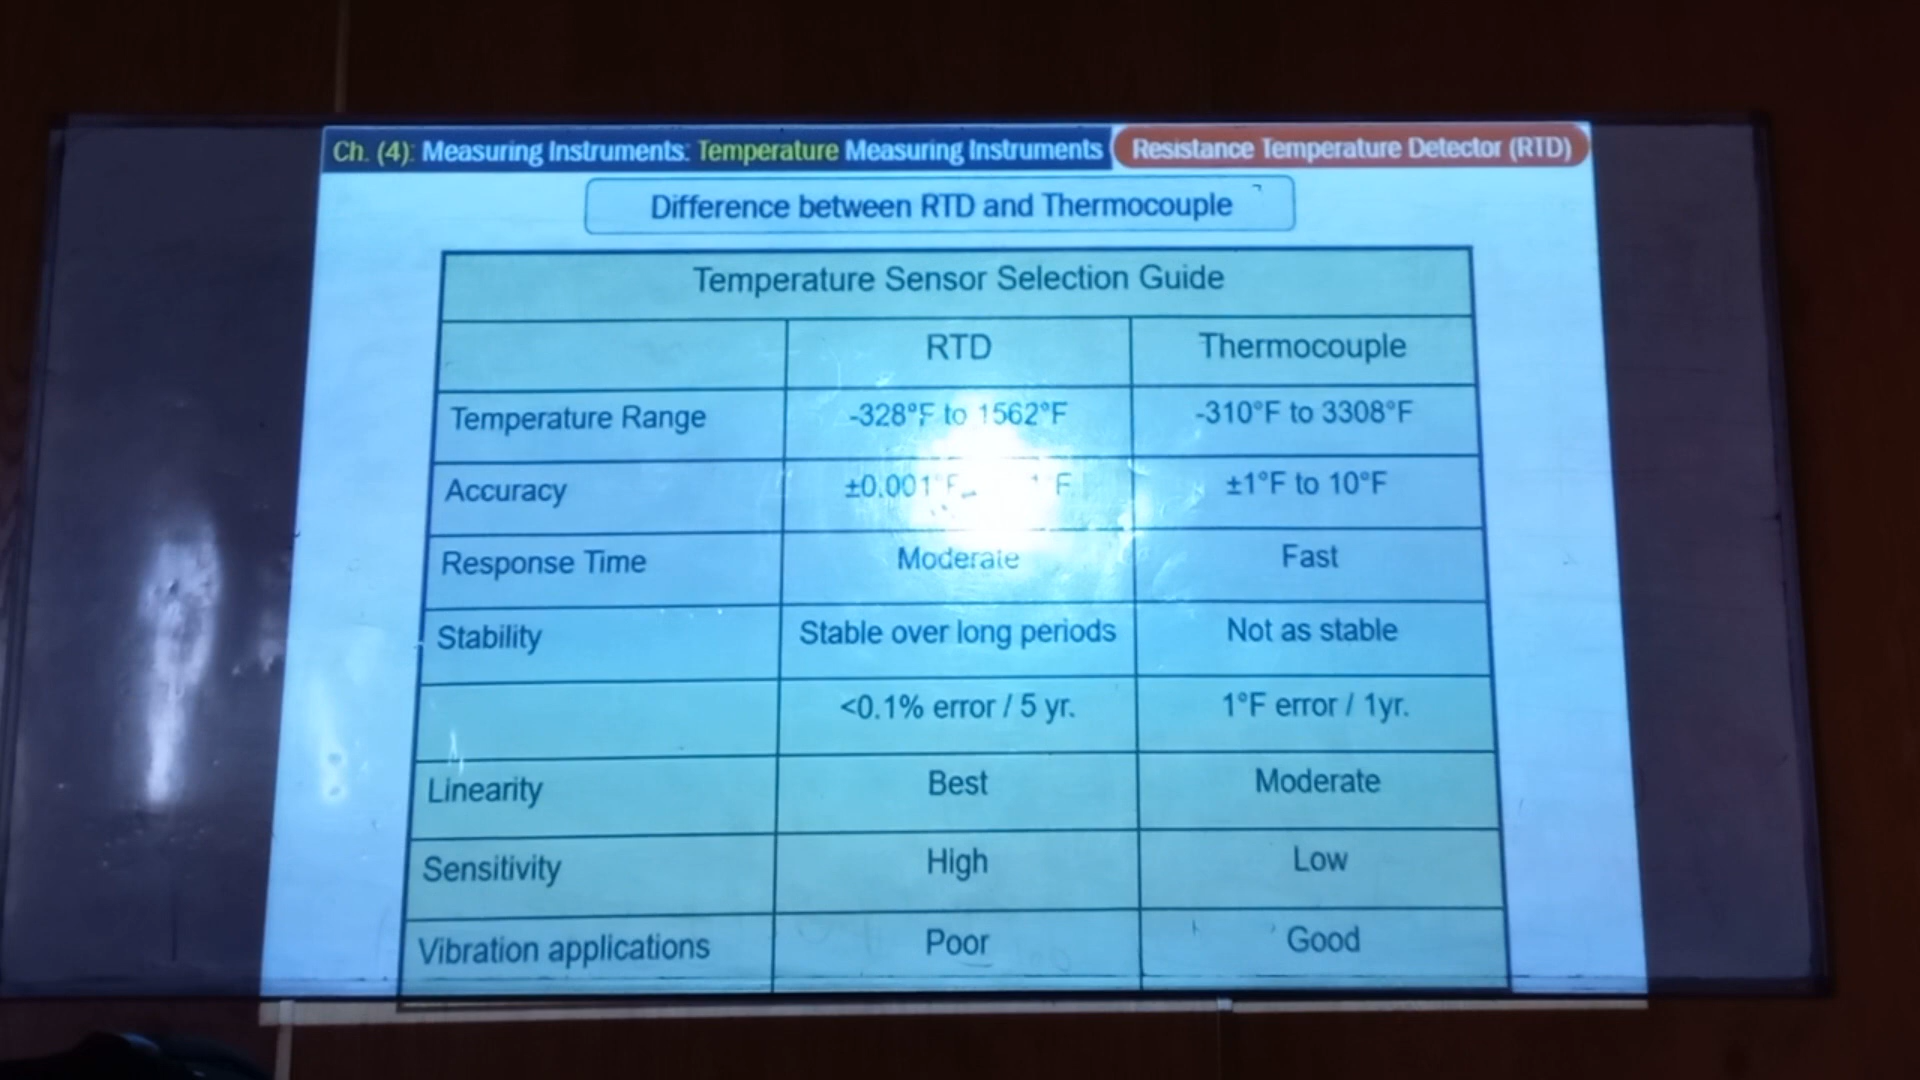 Ch. (4): Measuring Instruments: Temperature Measuring Instruments
Resistance Temperature Detector (RTD)
Difference between RTD and Thermocouple
Temperature Sensor Selection Guide
RTD Thermocouple
Temperature Range -328°F to 1562°F -310°F to 3308°F
Accuracy ±0.001°F °F ±1°F to 10°F
Response Time Moderate Fast
Stability Stable over long periods Not as stable
<0.1% error / 5 yr. 1°F error / 1yr.
Linearity Best Moderate
Sensitivity High Low
Vibration applications Poor Good